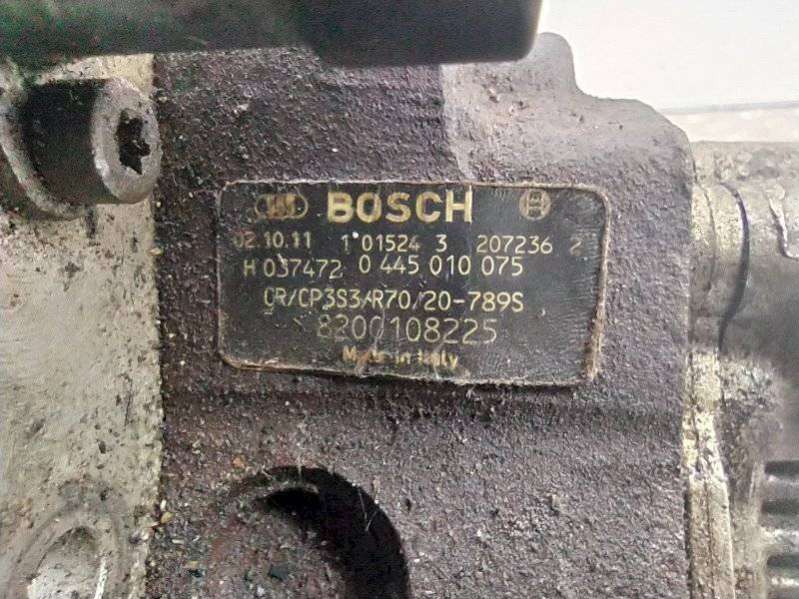 BOSCH
02.10.11 1 01524 3 207236 2
H 037472 0 445 010 075
CR/CP3S3/R70/20-789S
8200108225
Made in Italy